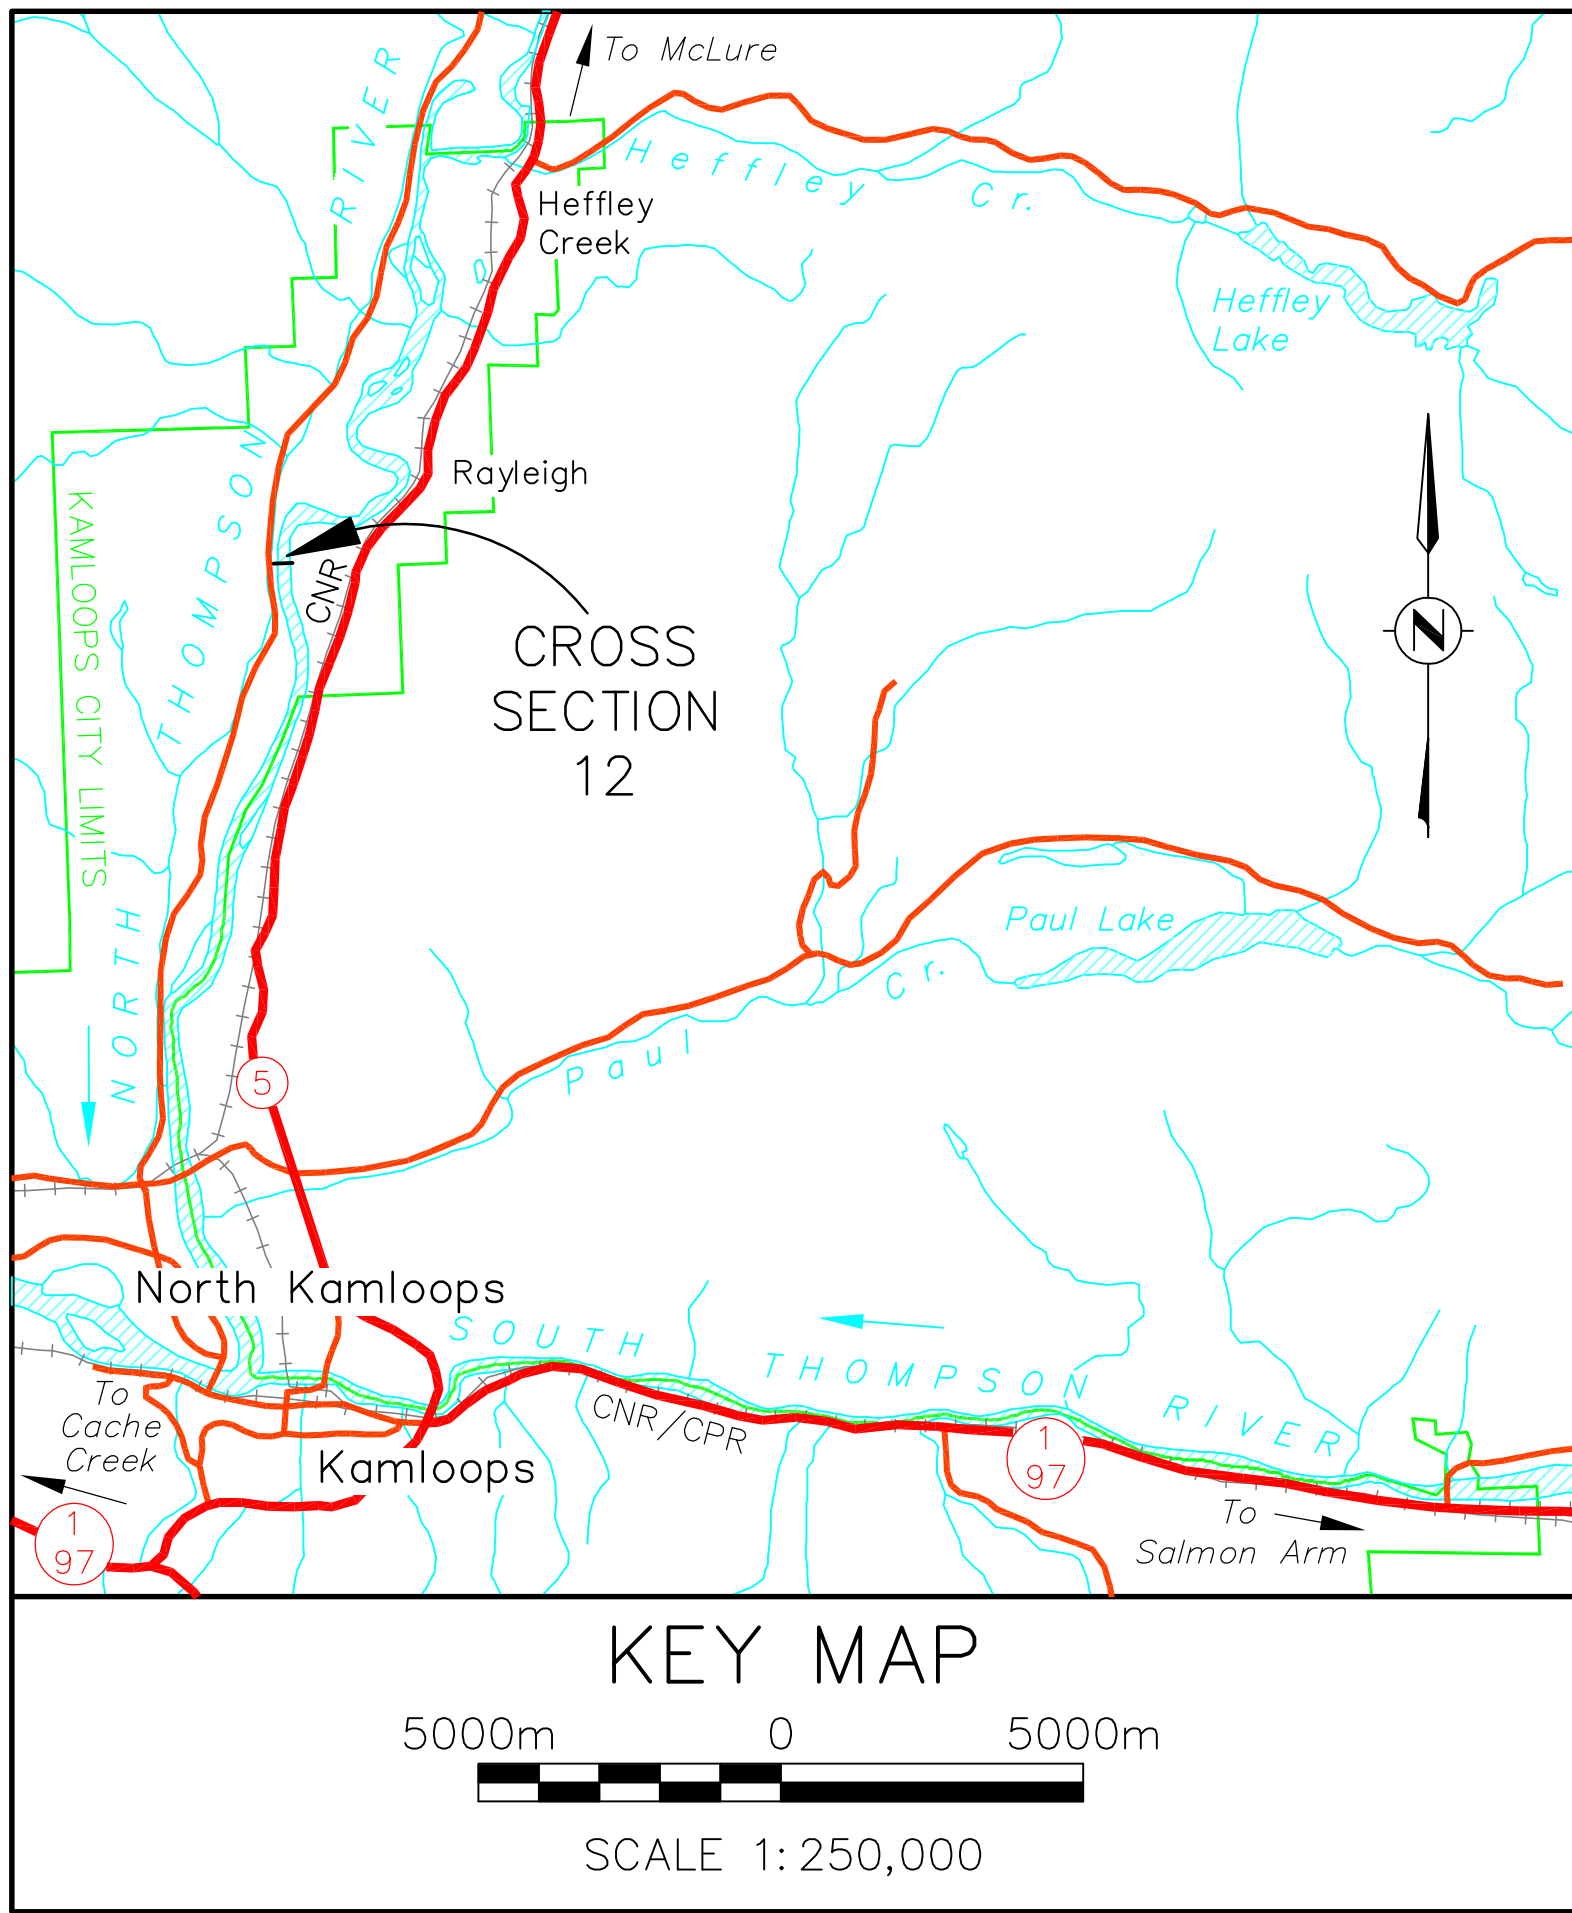 To McLure
NORTH THOMPSON RIVER
Heffley Cr.
Heffley
Creek
Heffley
Lake
Rayleigh
KAMLOOPS CITY LIMITS
CNR
CROSS
SECTION
12
N
Paul Lake
Paul Cr.
5
North Kamloops
SOUTH THOMPSON RIVER
To
Cache
Creek
CNR/CPR
Kamloops
1
97
1
97
To
Salmon Arm
KEY MAP
5000m 0 5000m
SCALE 1:250,000